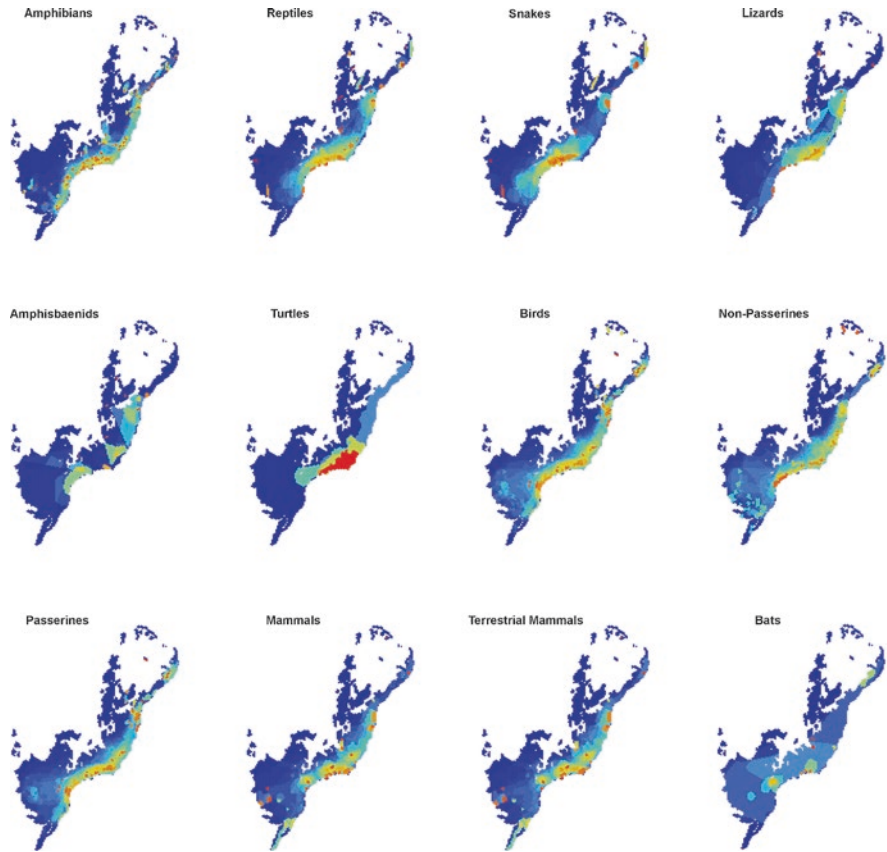 Amphibians
Reptiles
Snakes
Lizards
Amphisbaenids
Turtles
Birds
Non-Passerines
Passerines
Mammals
Terrestrial Mammals
Bats